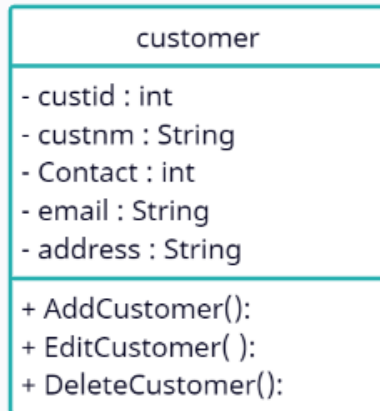 customer
- custid : int
- custnm : String
- Contact : int
- email : String
- address : String
+ AddCustomer():
+ EditCustomer( ):
+ DeleteCustomer():